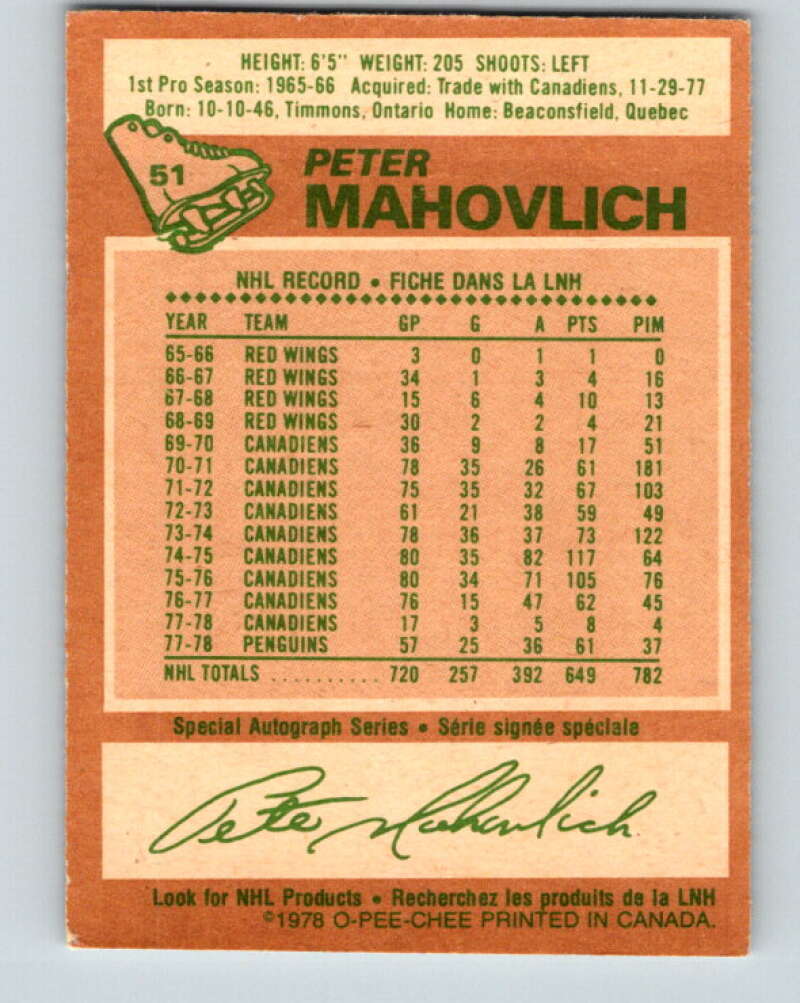 HEIGHT: 6'5" WEIGHT: 205 SHOOTS: LEFT
1st Pro Season: 1965-66 Acquired: Trade with Canadiens, 11-29-77
Born: 10-10-46, Timmons, Ontario Home: Beaconsfield, Quebec
51
PETER
MAHOVLICH
NHL RECORD • FICHE DANS LA LNH
YEAR TEAM GP G A PTS PIM
65-66 RED WINGS 3 0 1 1 0
66-67 RED WINGS 34 1 3 4 16
67-68 RED WINGS 15 6 4 10 13
68-69 RED WINGS 30 2 2 4 21
69-70 CANADIENS 36 9 8 17 51
70-71 CANADIENS 78 35 26 61 181
71-72 CANADIENS 75 35 32 67 103
72-73 CANADIENS 61 21 38 59 49
73-74 CANADIENS 78 36 37 73 122
74-75 CANADIENS 80 35 82 117 64
75-76 CANADIENS 80 34 71 105 76
76-77 CANADIENS 76 15 47 62 45
77-78 CANADIENS 17 3 5 8 4
77-78 PENGUINS 57 25 36 61 37
NHL TOTALS .......... 720 257 392 649 782
Special Autograph Series • Série signée spéciale
Pete Mahovlich
Look for NHL Products • Recherchez les produits de la LNH
©1978 O-PEE-CHEE PRINTED IN CANADA.